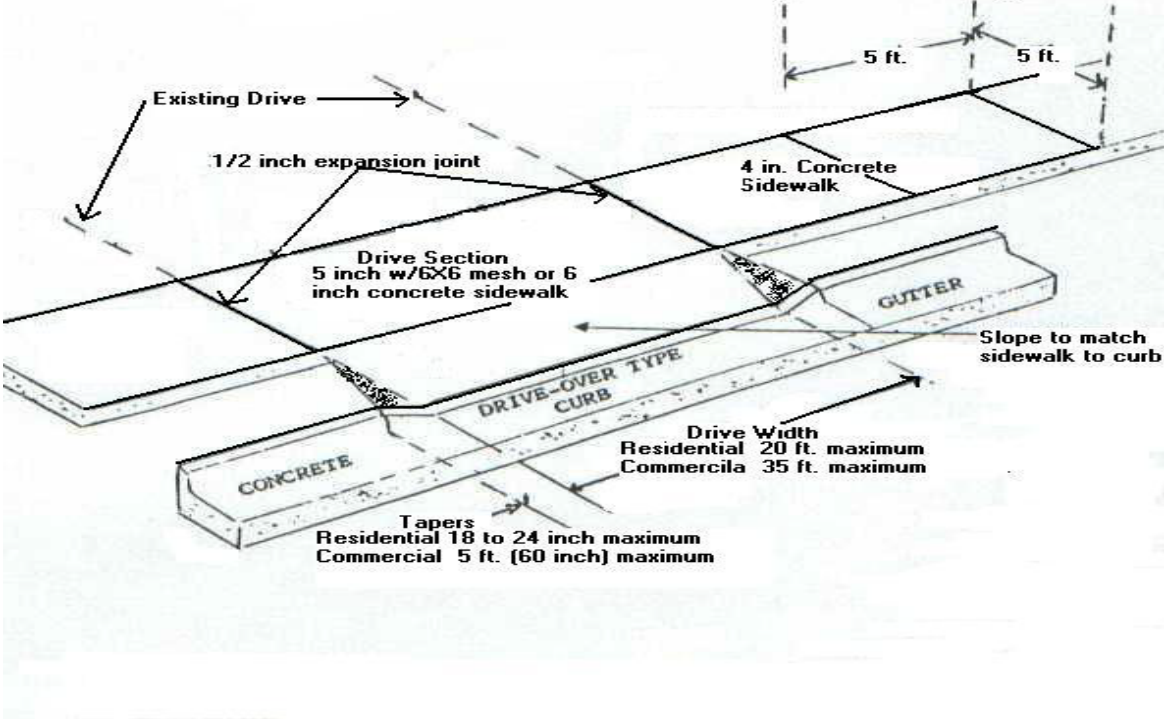 5 ft.
5 ft.
Existing Drive
1/2 inch expansion joint
4 in. Concrete
Sidewalk
Drive Section
5 inch w/6X6 mesh or 6
inch concrete sidewalk
GUTTER
Slope to match
sidewalk to curb
DRIVE-OVER TYPE
CURB
Drive Width
Residential 20 ft. maximum
Commercila 35 ft. maximum
CONCRETE
Tapers
Residential 18 to 24 inch maximum
Commercial 5 ft. (60 inch) maximum